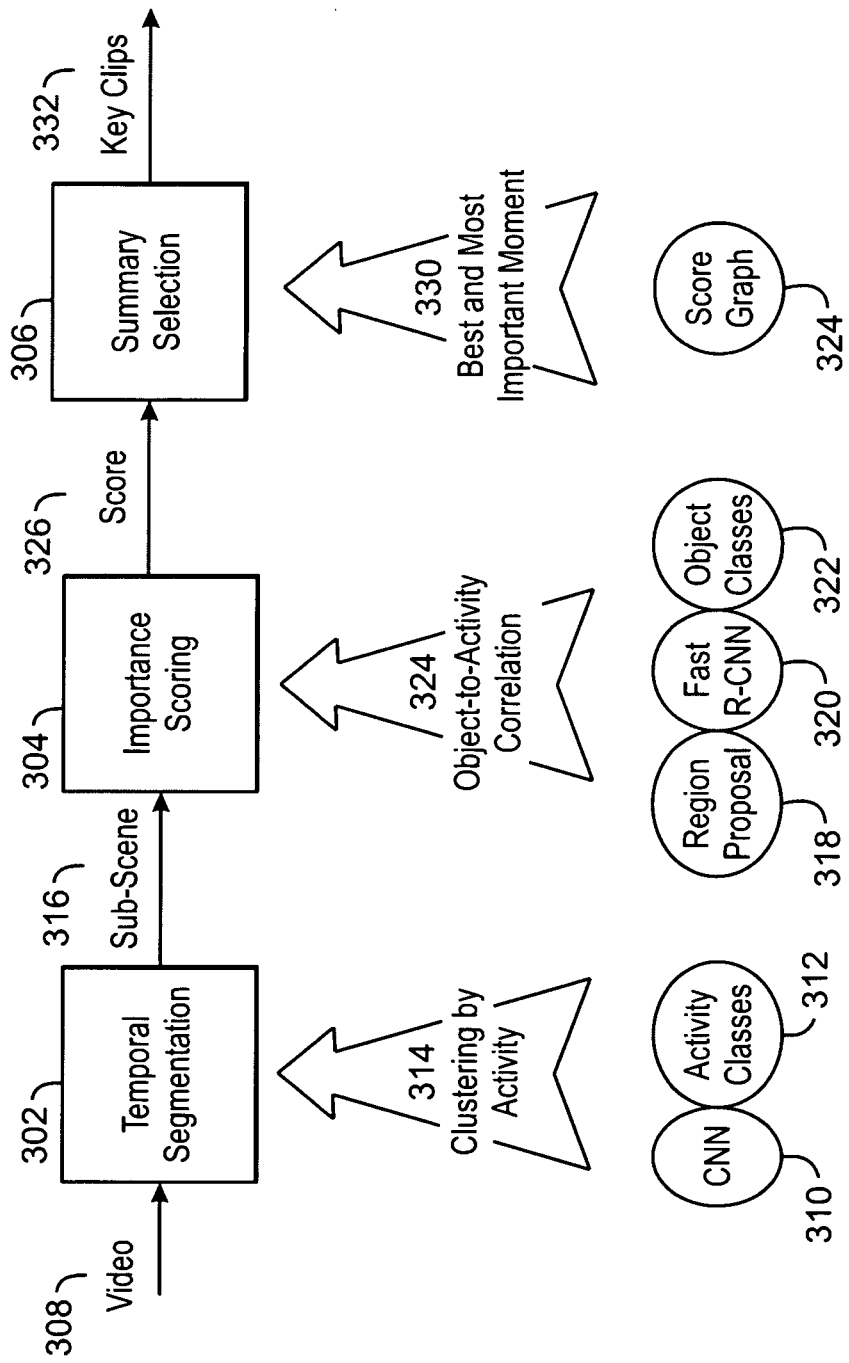 308
Video
302
Temporal
Segmentation
316
Sub-Scene
304
Importance
Scoring
326
Score
306
Summary
Selection
332
Key Clips
314
Clustering by
Activity
324
Object-to-Activity
Correlation
330
Best and Most
Important Moment
CNN
310
Activity
Classes
312
Region
Proposal
318
Fast
R-CNN
320
Object
Classes
322
Score
Graph
324